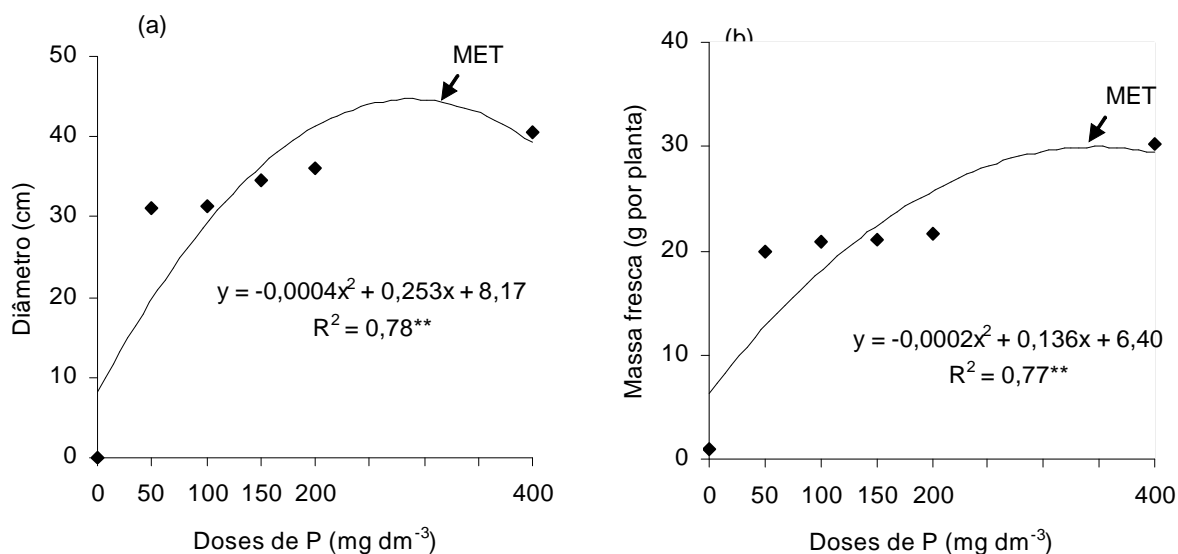 (a)
MET
50
40
30
20
10
0
Diâmetro (cm)
y = -0,0004x² + 0,253x + 8,17
R² = 0,78**
0 50 100 150 200 400
Doses de P (mg dm⁻³)
(b)
MET
40
30
20
10
0
Massa fresca (g por planta)
y = -0,0002x² + 0,136x + 6,40
R² = 0,77**
0 50 100 150 200 400
Doses de P (mg dm⁻³)